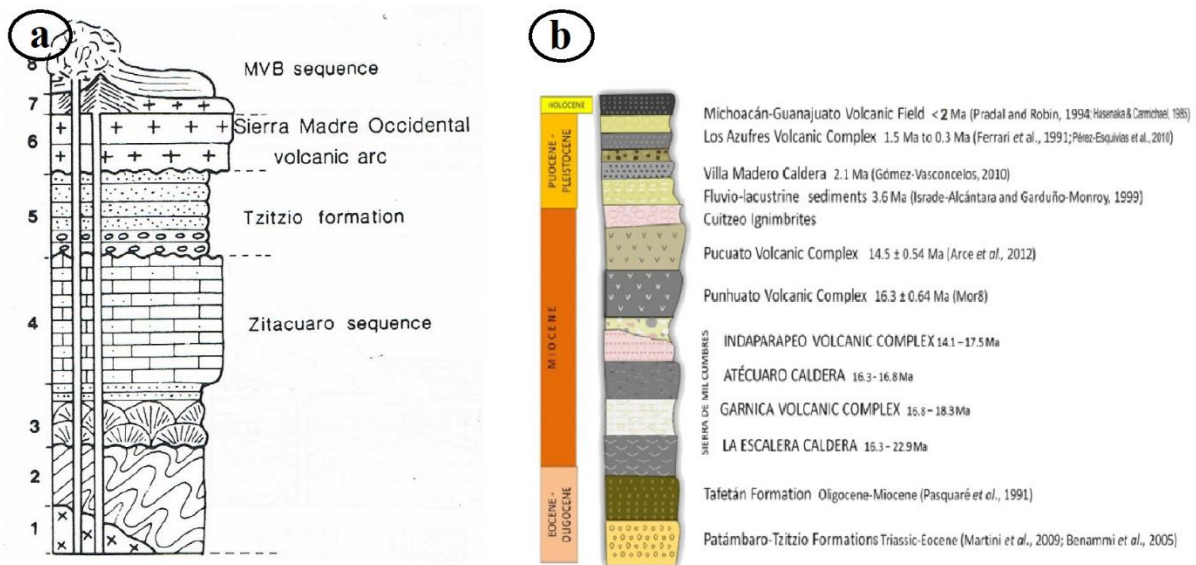 a
8
MVB sequence
7
6
Sierra Madre Occidental
volcanic arc
5
Tzitzio formation
4
Zitacuaro sequence
3
2
1
b
HOLOCENE
PLIOCENE -
PLEISTOCENE
MIOCENE
EOCENE -
OLIGOCENE
Michoacán-Guanajuato Volcanic Field <2 Ma (Pradal and Robin, 1994; Hasenaka & Carmichael, 1985)
Los Azufres Volcanic Complex 1.5 Ma to 0.3 Ma (Ferrari et al., 1991; Pérez-Esquivias et al., 2010)
Villa Madero Caldera 2.1 Ma (Gómez-Vasconcelos, 2010)
Fluvio-lacustrine sediments 3.6 Ma (Israde-Alcántara and Garduño-Monroy, 1999)
Cuitzeo Ignimbrites
Pucuato Volcanic Complex 14.5 ± 0.54 Ma (Arce et al., 2012)
Punhuato Volcanic Complex 16.3 ± 0.64 Ma (Mor8)
SIERRA DE MIL CUMBRES
INDAPARAPEO VOLCANIC COMPLEX 14.1 – 17.5 Ma
ATÉCUARO CALDERA 16.3 - 16.8 Ma
GARNICA VOLCANIC COMPLEX 16.8 – 18.3 Ma
LA ESCALERA CALDERA 16.3 – 22.9 Ma
Tafetán Formation Oligocene-Miocene (Pasquaré et al., 1991)
Patámbaro-Tzitzio Formations Triassic-Eocene (Martini et al., 2009; Benammi et al., 2005)